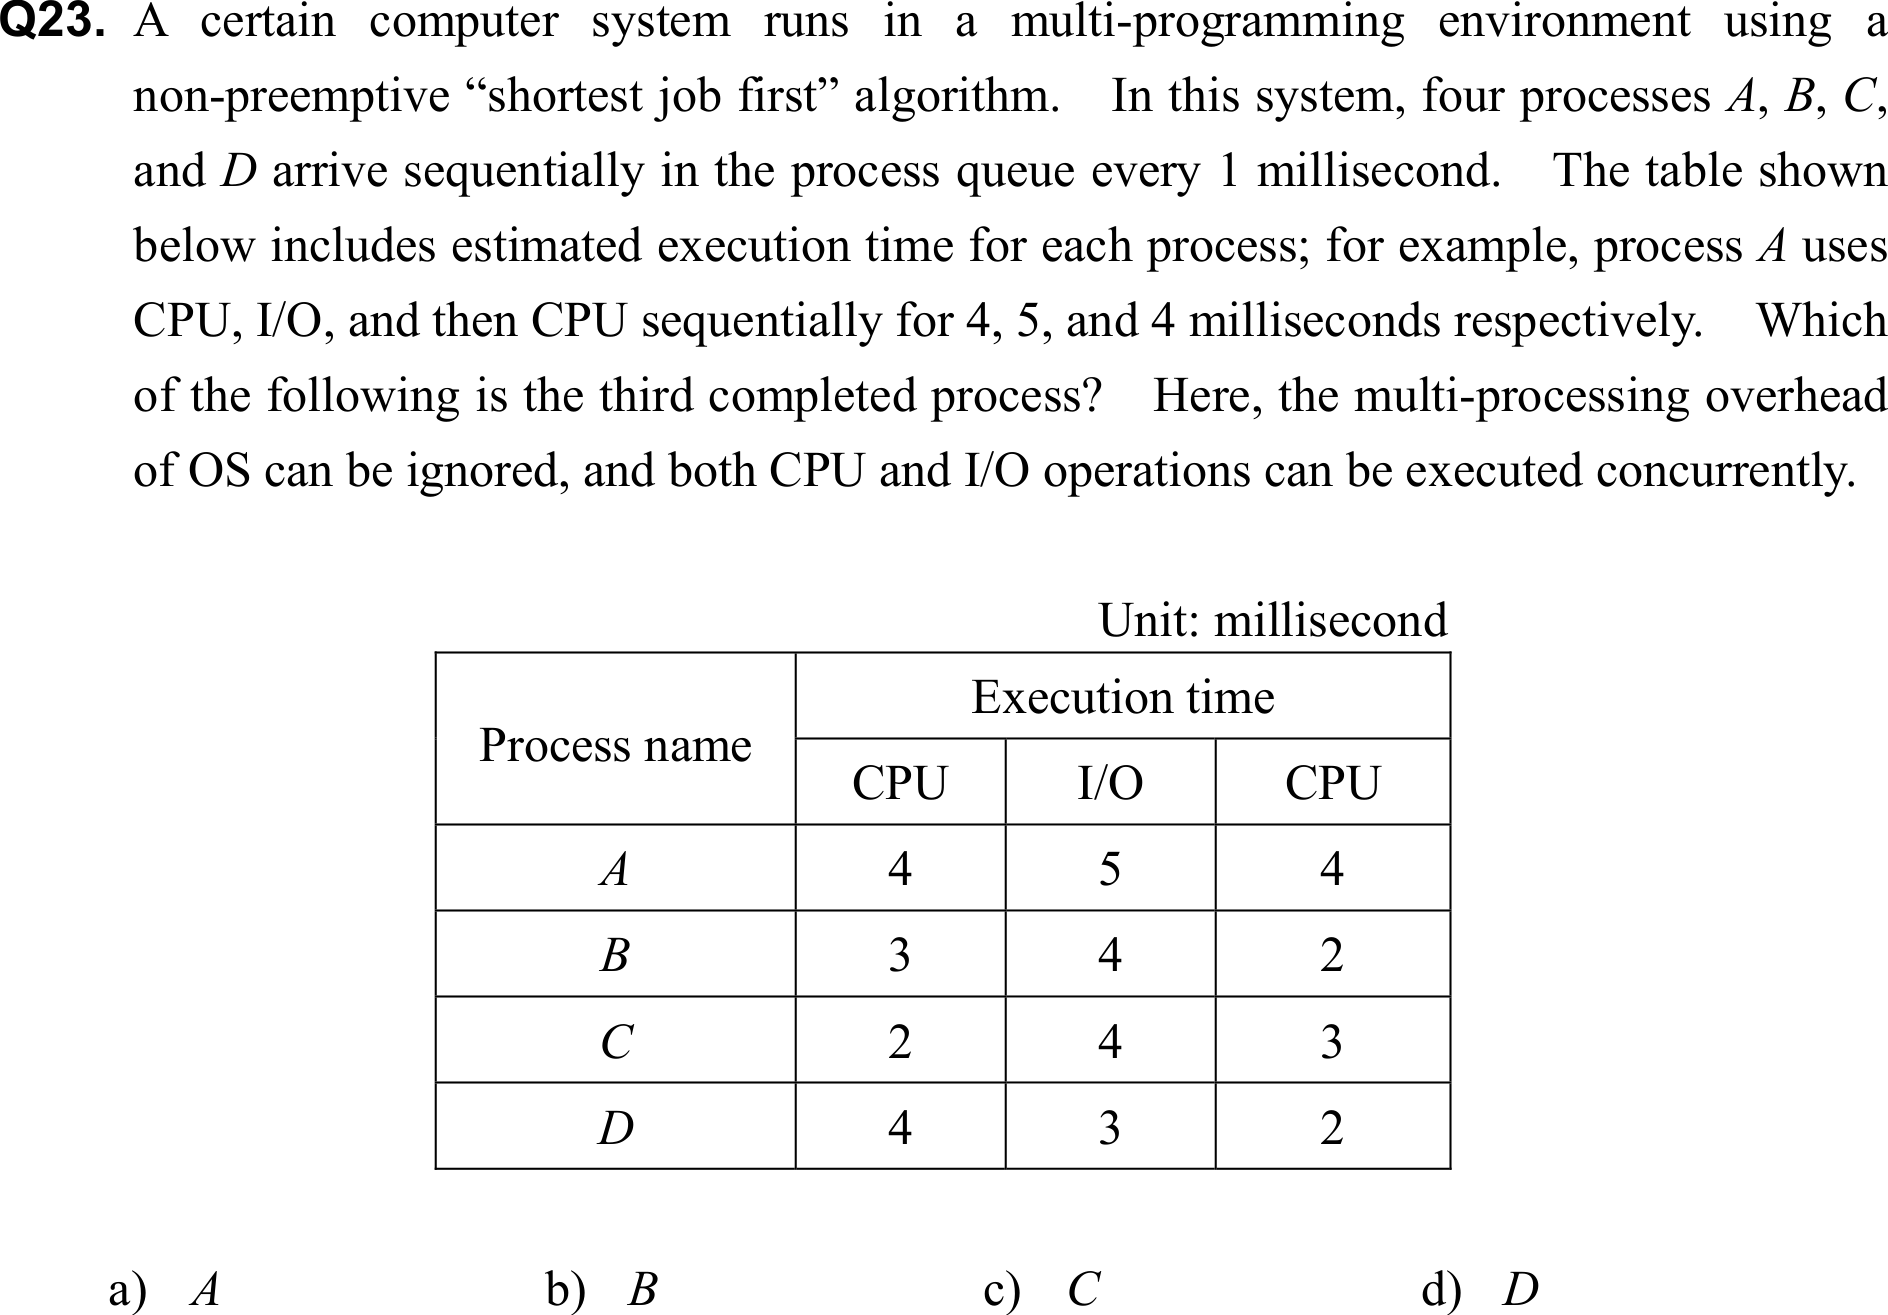 Q23. A certain computer system runs in a multi-programming environment using a
non-preemptive “shortest job first” algorithm. In this system, four processes A, B, C,
and D arrive sequentially in the process queue every 1 millisecond. The table shown
below includes estimated execution time for each process; for example, process A uses
CPU, I/O, and then CPU sequentially for 4, 5, and 4 milliseconds respectively. Which
of the following is the third completed process? Here, the multi-processing overhead
of OS can be ignored, and both CPU and I/O operations can be executed concurrently.
Unit: millisecond
Process name Execution time
CPU I/O CPU
A 4 5 4
B 3 4 2
C 2 4 3
D 4 3 2
a) A b) B c) C d) D